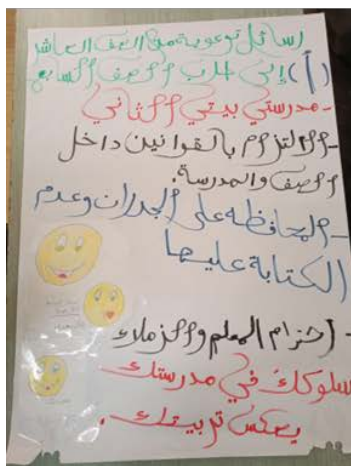 رسائل توعوية من الصف العاشر
(أ) إلى طلاب الصف السابع
- مدرستي بيتي الثاني
- الالتزام بالقوانين داخل
الصف والمدرسة.
- المحافظه على الجدران وعدم
الكتابة عليها
- احترام المعلم والزملاء
سلوكك في مدرستك
يعكس تربيتك.